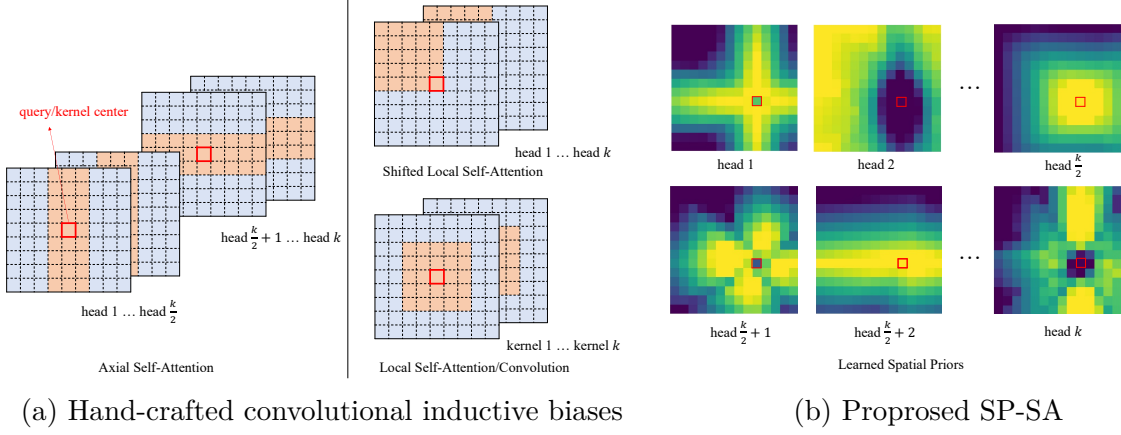 query/kernel center
head 1 … head k/2
head k/2 + 1 … head k
Axial Self-Attention
head 1 … head k
Shifted Local Self-Attention
kernel 1 … kernel k
Local Self-Attention/Convolution
(a) Hand-crafted convolutional inductive biases
head 1
head 2
…
head k/2
head k/2 + 1
head k/2 + 2
…
head k
Learned Spatial Priors
(b) Proprosed SP-SA